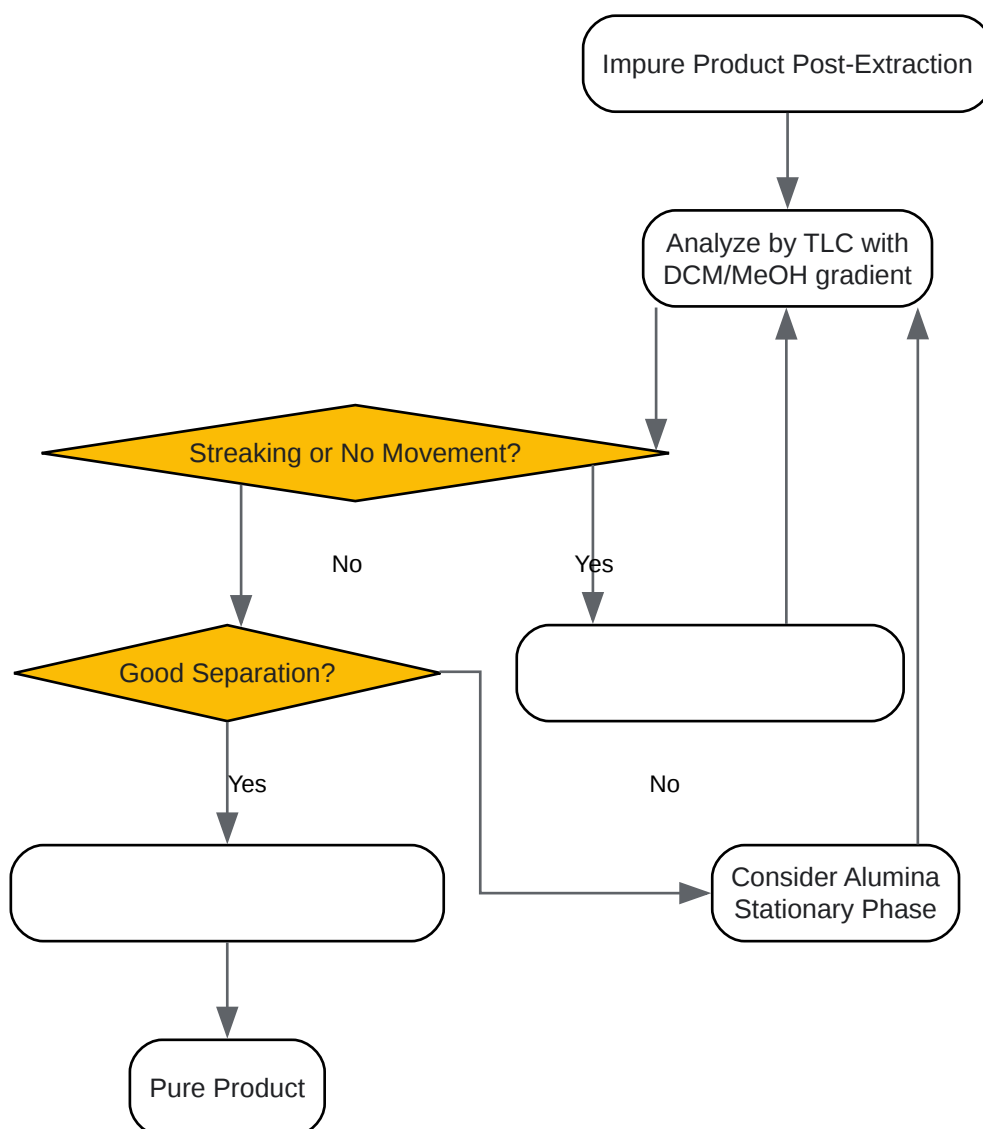 Impure Product Post-Extraction
Analyze by TLC with
DCM/MeOH gradient
Streaking or No Movement?
No
Yes
Good Separation?
Yes
No
Consider Alumina
Stationary Phase
Pure Product